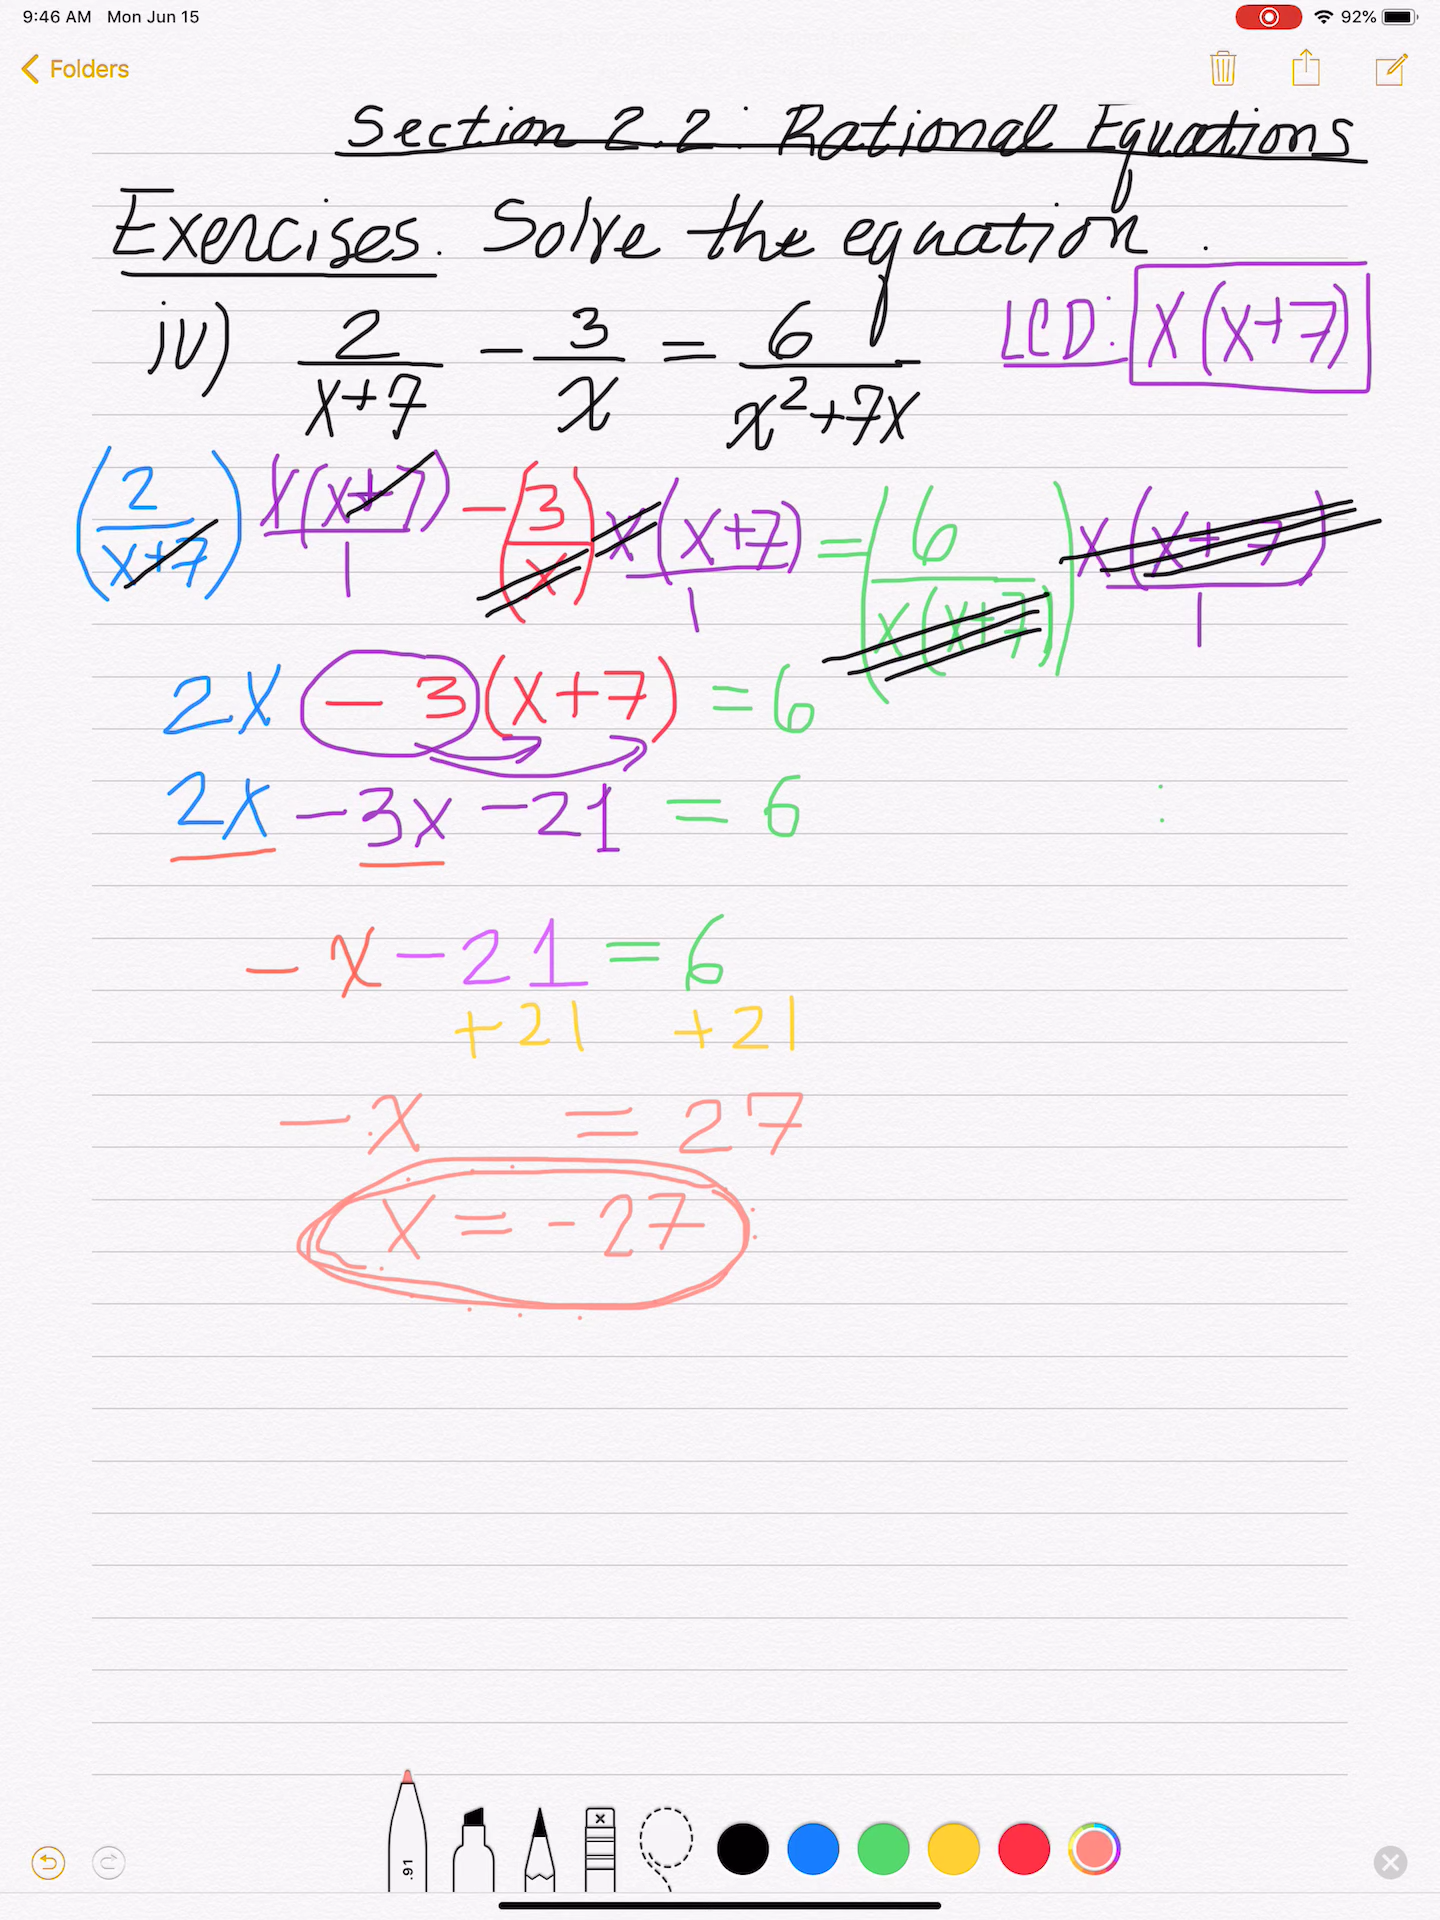 9:46 AM Mon Jun 15 92%
Folders
Section 2.2: Rational Equations
Exercises. Solve the equation.
iv) 2/(x+7) - 3/x = 6/(x²+7x) LCD: x(x+7)
(2/(x+7)) x(x+7)/1 - (3/x) x(x+7)/1 = (6/(x(x+7))) x(x+7)/1
2x - 3(x+7) = 6
2x - 3x - 21 = 6
-x - 21 = 6
+21 +21
-x = 27
x = -27
.91